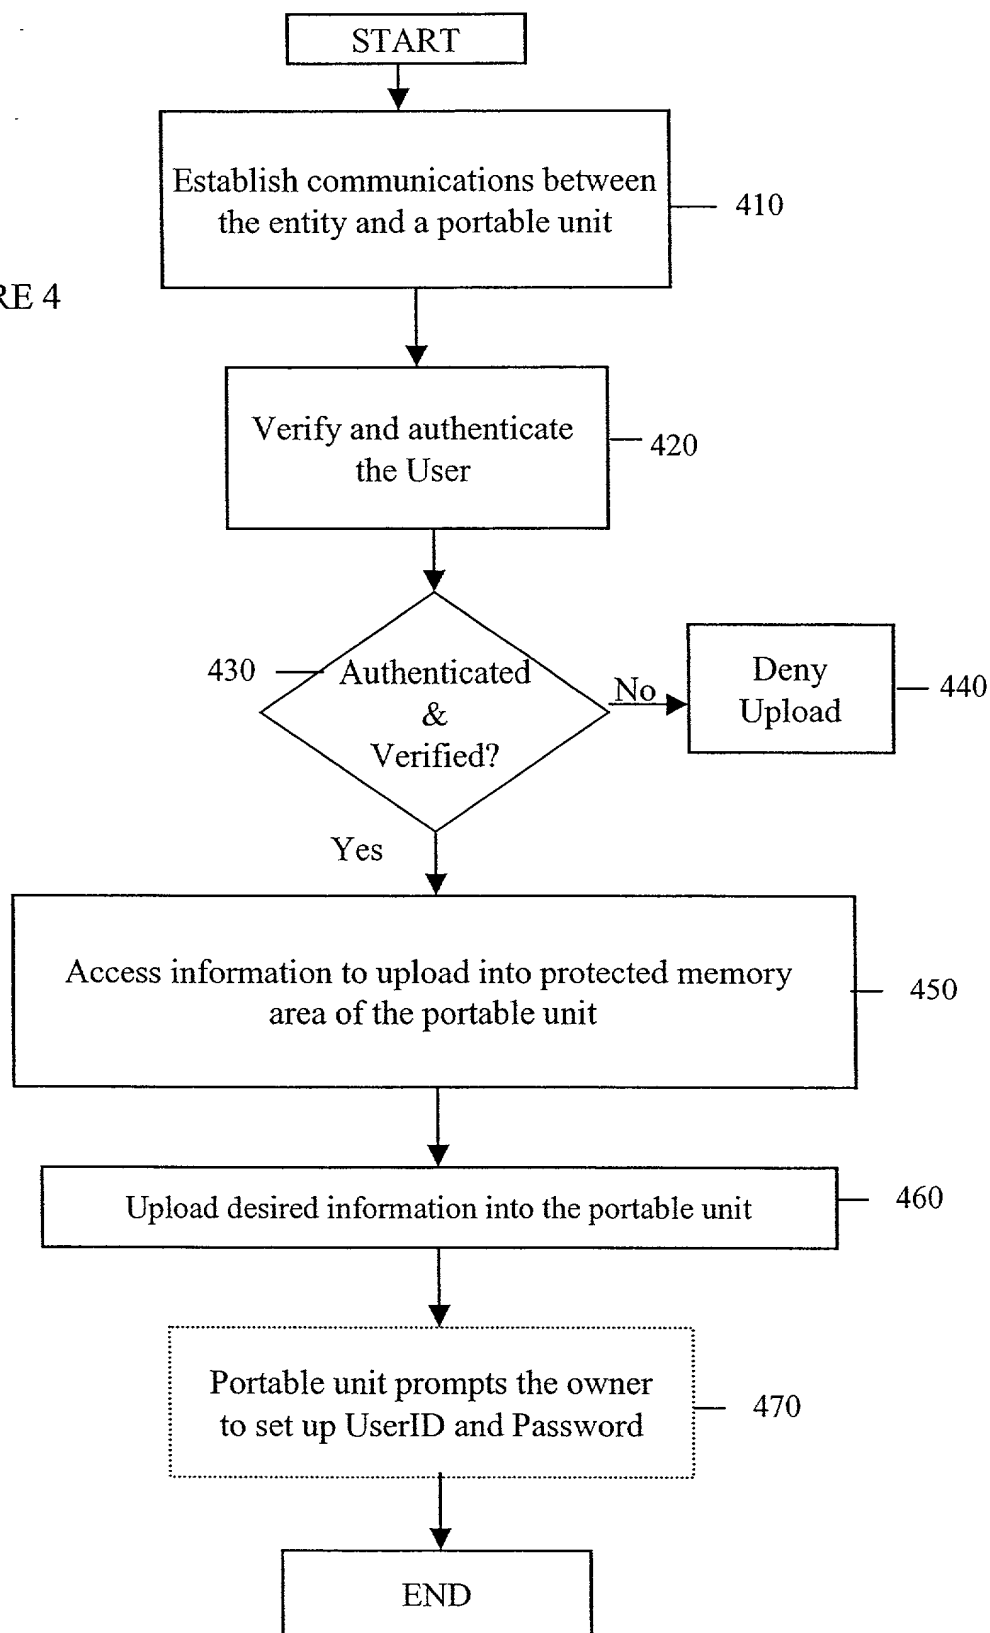 START
Establish communications between
the entity and a portable unit
410
RE 4
Verify and authenticate
the User
420
430
Authenticated
&
Verified?
No
Deny
Upload
440
Yes
Access information to upload into protected memory
area of the portable unit
450
Upload desired information into the portable unit
460
Portable unit prompts the owner
to set up UserID and Password
470
END